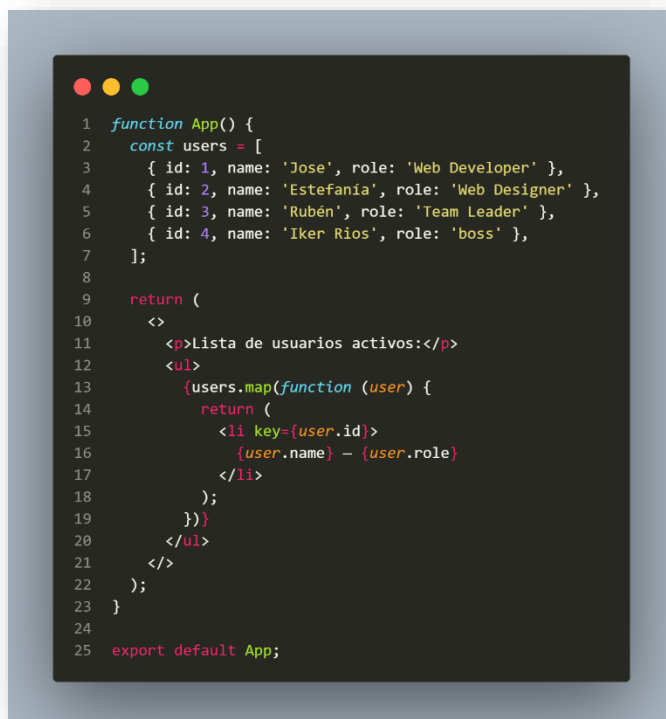 1 function App() {
2 const users = [
3 { id: 1, name: 'Jose', role: 'Web Developer' },
4 { id: 2, name: 'Estefanía', role: 'Web Designer' },
5 { id: 3, name: 'Rubén', role: 'Team Leader' },
6 { id: 4, name: 'Iker Rios', role: 'boss' },
7 ];
8
9 return (
10 <>
11 <p>Lista de usuarios activos:</p>
12 <ul>
13 {users.map(function (user) {
14 return (
15 <li key={user.id}>
16 {user.name} – {user.role}
17 </li>
18 );
19 })}
20 </ul>
21 </>
22 );
23 }
24
25 export default App;